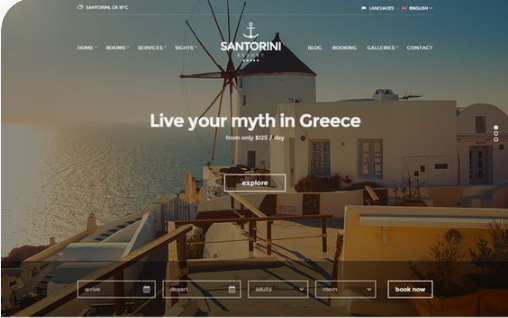 SANTORINI, GR 16°C
LANGUAGES: ENGLISH
HOME ROOMS SERVICES SIGHTS SANTORINI BLOG BOOKING GALLERIES CONTACT
RESORT
Live your myth in Greece
from only $125 / day
explore
arrive depart adults room book now